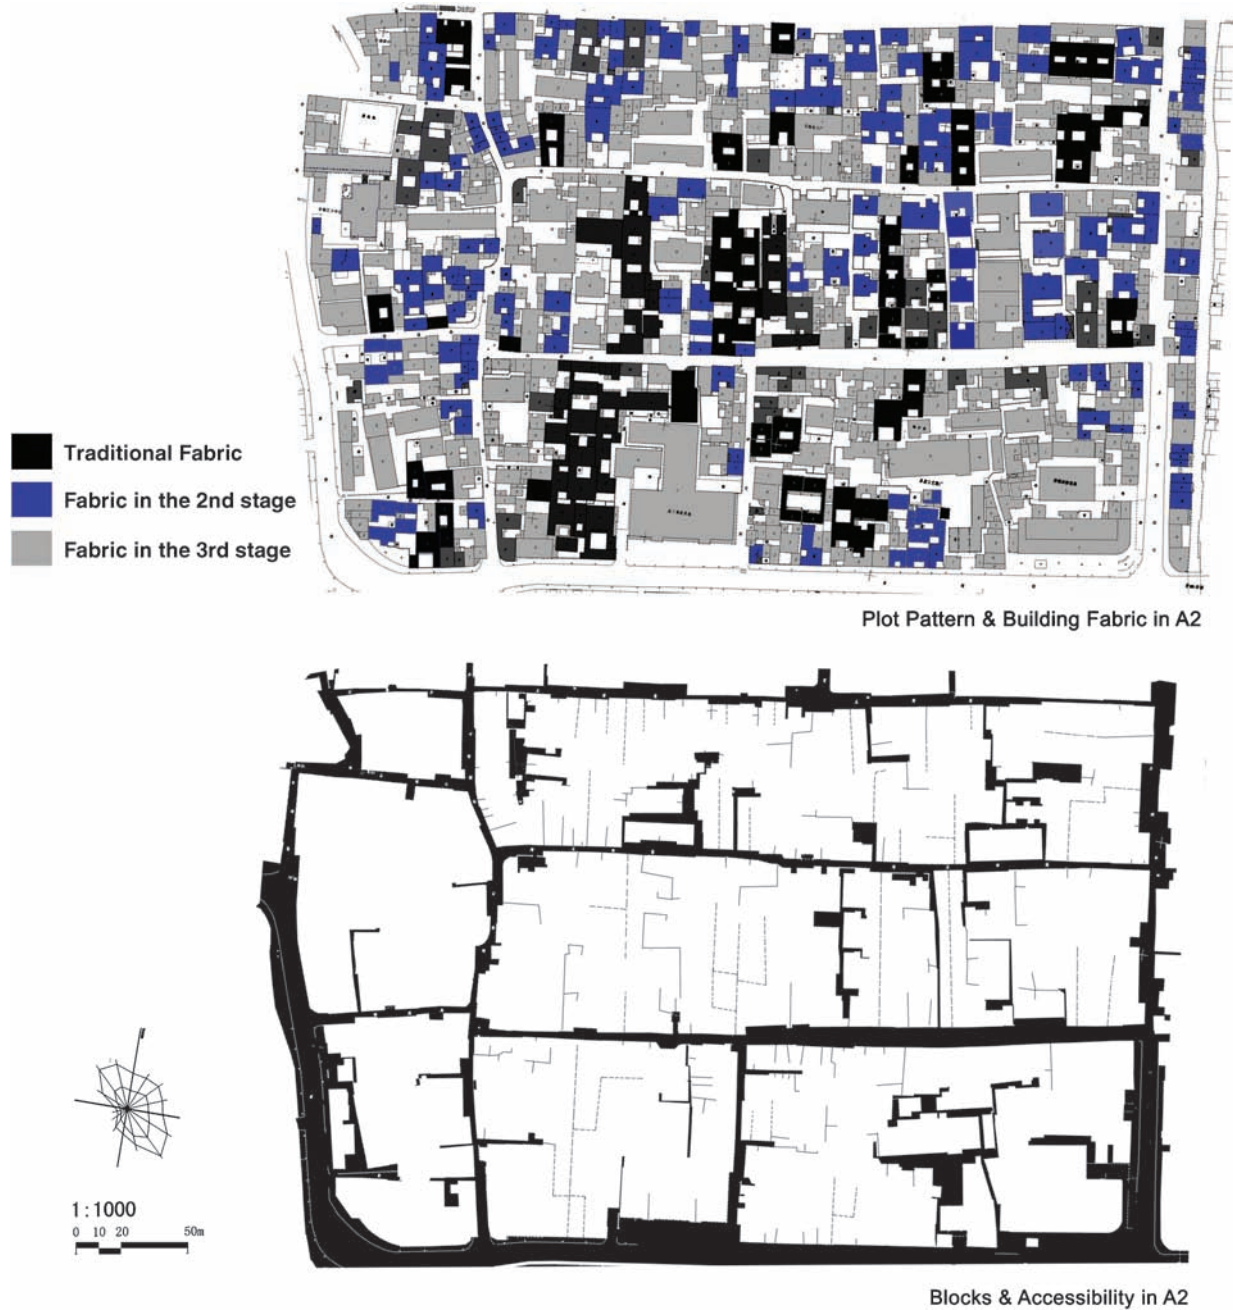 Traditional Fabric
Fabric in the 2nd stage
Fabric in the 3rd stage
Plot Pattern & Building Fabric in A2
1:1000
0 10 20 50m
Blocks & Accessibility in A2